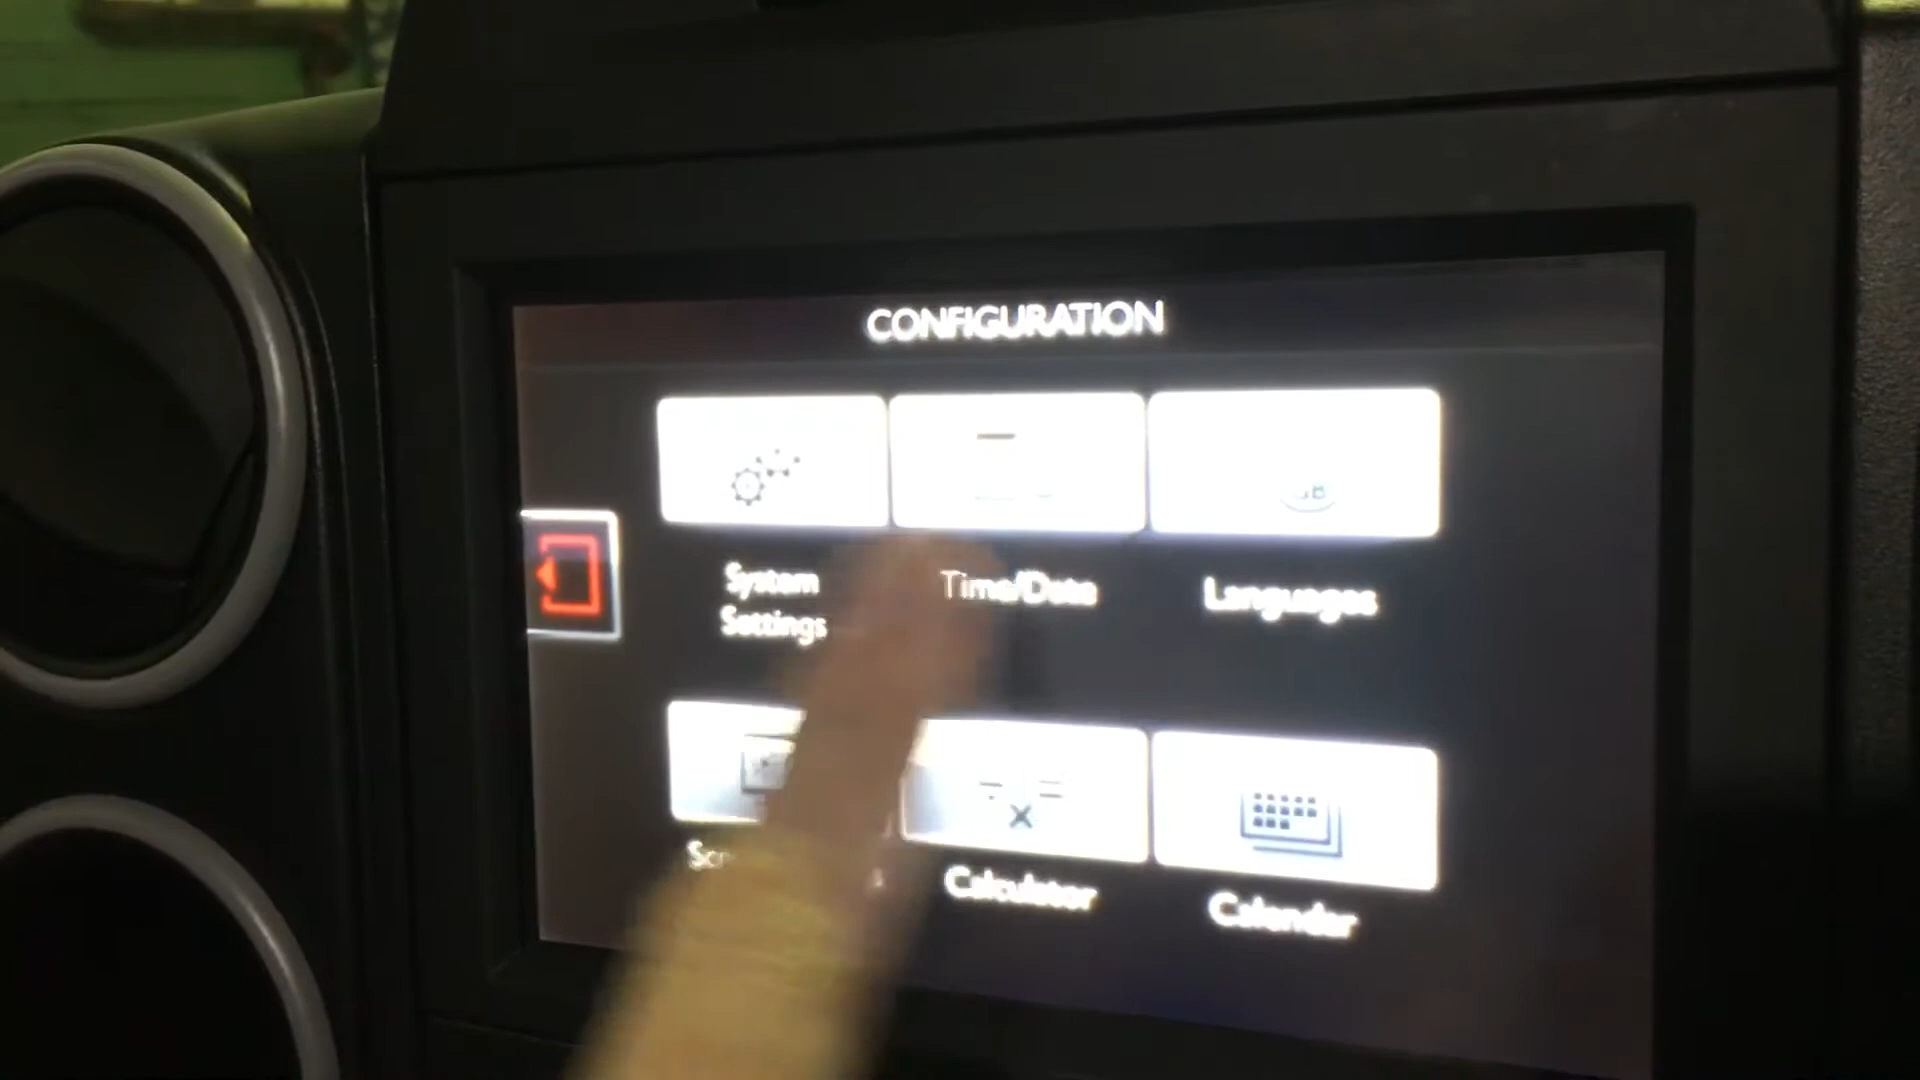 CONFIGURATION
System
Settings
Time/Date
Languages
Calculator
Calendar